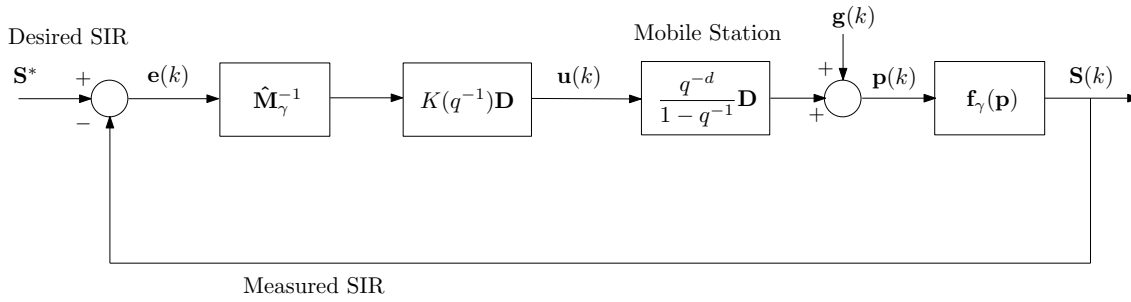 Desired SIR
Mobile Station
g(k)
S*
+
−
e(k)
M̂γ⁻¹
K(q⁻¹)D
u(k)
q⁻ᵈ
1 − q⁻¹
D
+
+
p(k)
fγ(p)
S(k)
Measured SIR